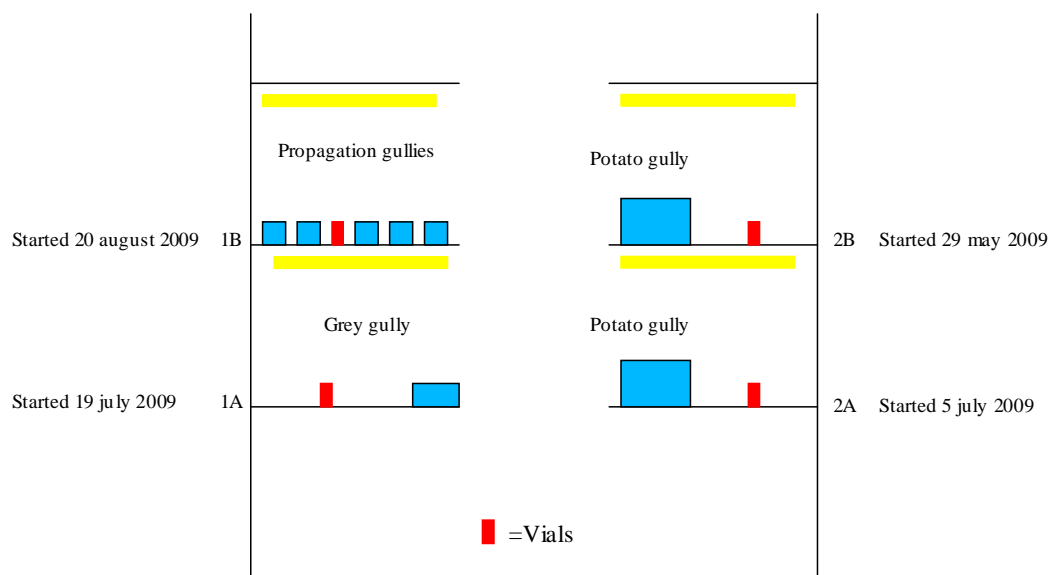 Propagation gullies
Potato gully
Started 20 august 2009
1B
2B
Started 29 may 2009
Grey gully
Potato gully
Started 19 july 2009
1A
2A
Started 5 july 2009
=Vials